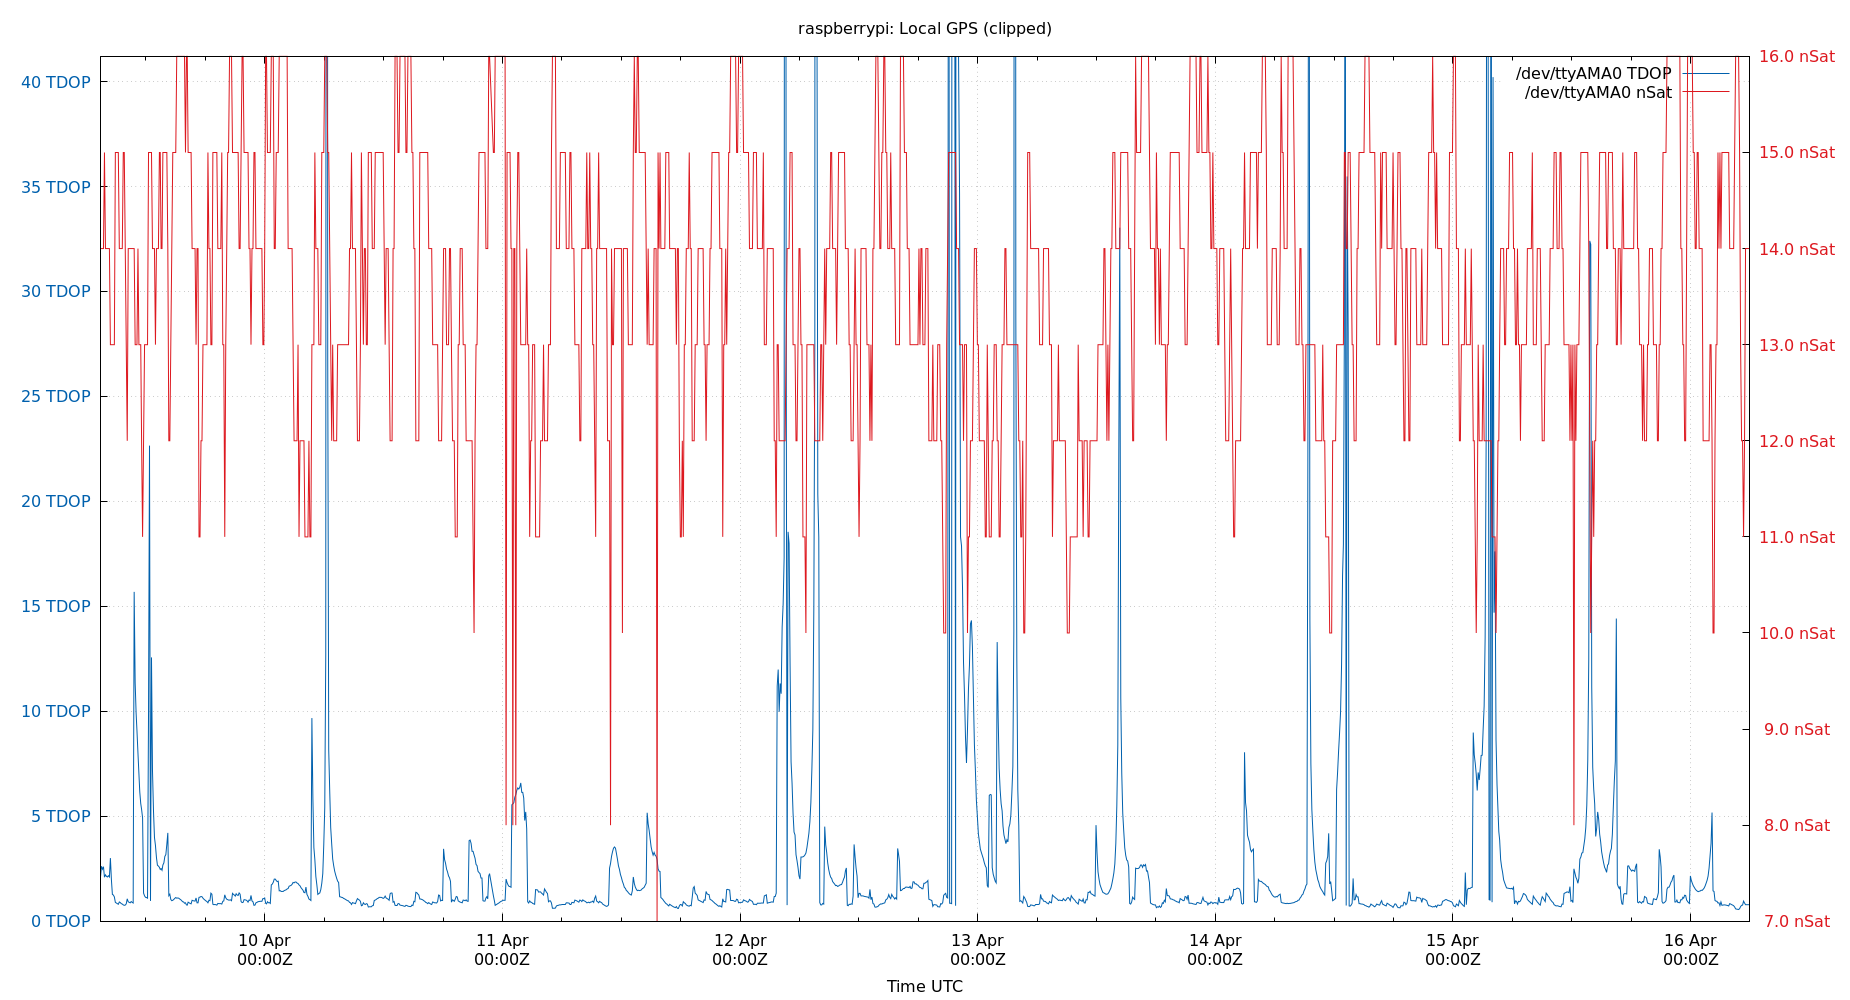 raspberrypi: Local GPS (clipped)
/dev/ttyAMA0 TDOP
/dev/ttyAMA0 nSat
40 TDOP
35 TDOP
30 TDOP
25 TDOP
20 TDOP
15 TDOP
10 TDOP
5 TDOP
0 TDOP
16.0 nSat
15.0 nSat
14.0 nSat
13.0 nSat
12.0 nSat
11.0 nSat
10.0 nSat
9.0 nSat
8.0 nSat
7.0 nSat
10 Apr
00:00Z
11 Apr
00:00Z
12 Apr
00:00Z
13 Apr
00:00Z
14 Apr
00:00Z
15 Apr
00:00Z
16 Apr
00:00Z
Time UTC